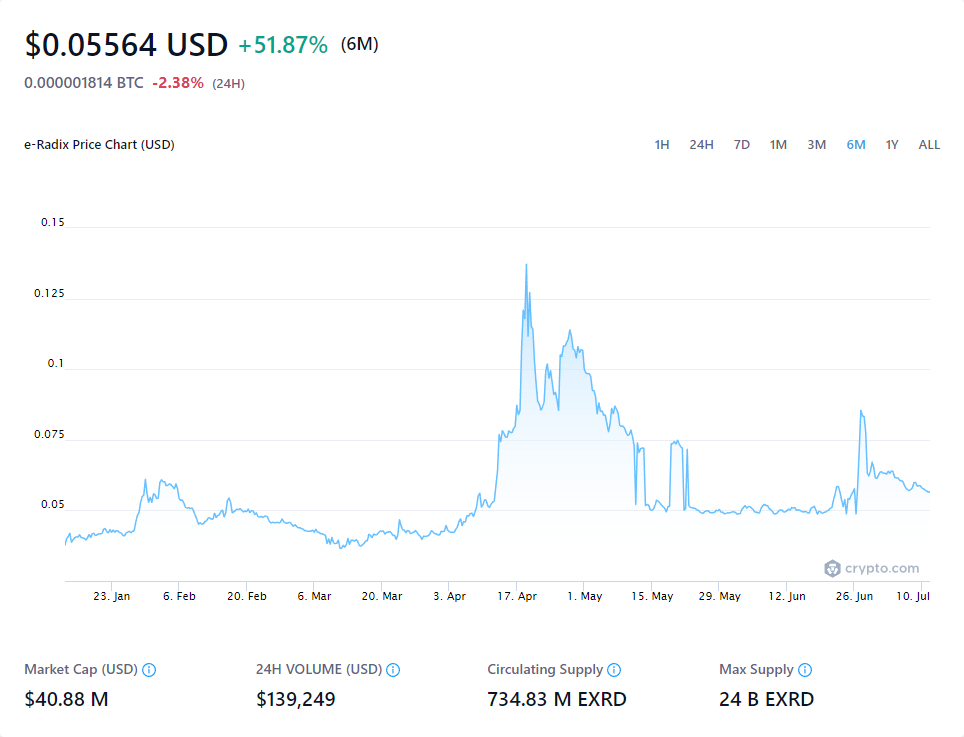 $0.05564 USD +51.87% (6M)
0.000001814 BTC -2.38% (24H)
e-Radix Price Chart (USD) 1H 24H 7D 1M 3M 6M 1Y ALL
0.15
0.125
0.1
0.075
0.05
crypto.com
23. Jan 6. Feb 20. Feb 6. Mar 20. Mar 3. Apr 17. Apr 1. May 15. May 29. May 12. Jun 26. Jun 10. Jul
Market Cap (USD) 24H VOLUME (USD) Circulating Supply Max Supply
$40.88 M $139,249 734.83 M EXRD 24 B EXRD